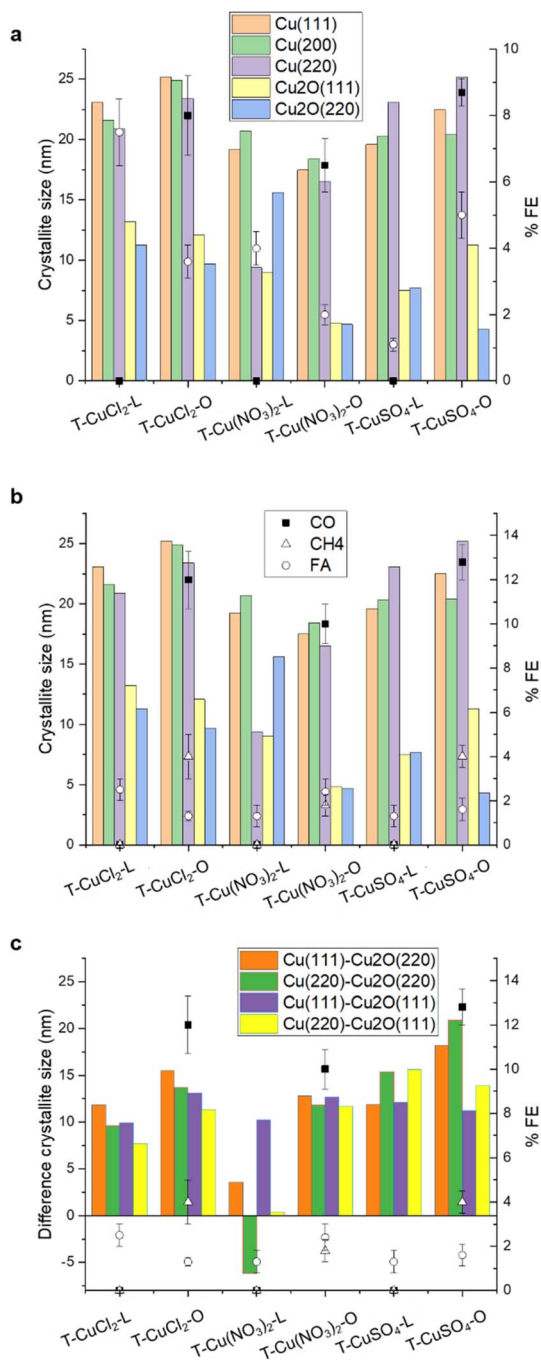 a
Cu(111)
Cu(200)
Cu(220)
Cu2O(111)
Cu2O(220)
25
20
15
10
5
0
Crystallite size (nm)
10
8
6
4
2
0
% FE
T-CuCl₂-L
T-CuCl₂-O
T-Cu(NO₃)₂-L
T-Cu(NO₃)₂-O
T-CuSO₄-L
T-CuSO₄-O
b
CO
CH4
FA
25
20
15
10
5
0
Crystallite size (nm)
14
12
10
8
6
4
2
0
% FE
T-CuCl₂-L
T-CuCl₂-O
T-Cu(NO₃)₂-L
T-Cu(NO₃)₂-O
T-CuSO₄-L
T-CuSO₄-O
c
Cu(111)-Cu2O(220)
Cu(220)-Cu2O(220)
Cu(111)-Cu2O(111)
Cu(220)-Cu2O(111)
25
20
15
10
5
0
-5
Difference crystallite size (nm)
14
12
10
8
6
4
2
0
% FE
T-CuCl₂-L
T-CuCl₂-O
T-Cu(NO₃)₂-L
T-Cu(NO₃)₂-O
T-CuSO₄-L
T-CuSO₄-O